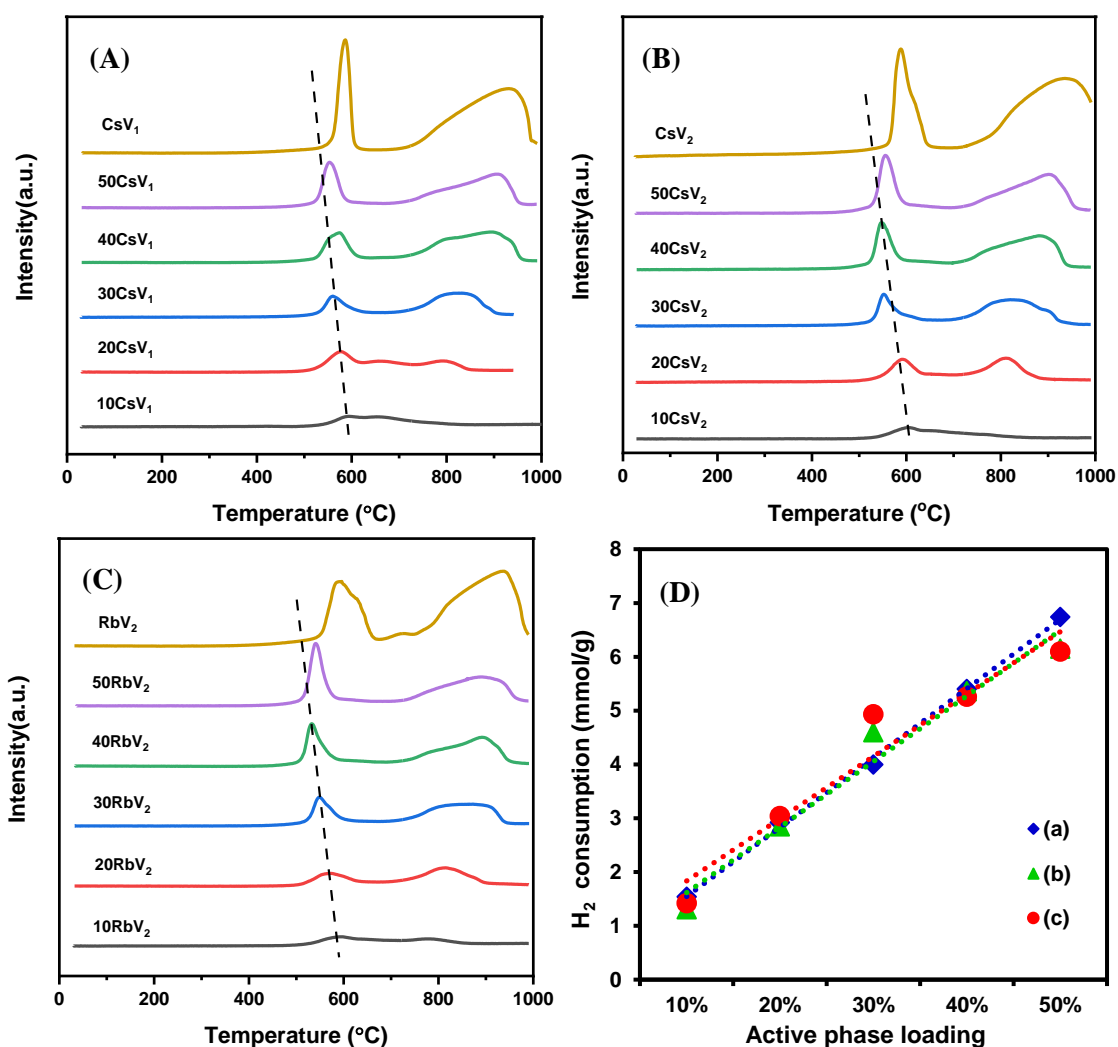 (A)
CsV₁
50CsV₁
40CsV₁
30CsV₁
20CsV₁
10CsV₁
Intensity(a.u.)
0 200 400 600 800 1000
Temperature (°C)
(B)
CsV₂
50CsV₂
40CsV₂
30CsV₂
20CsV₂
10CsV₂
Intensity(a.u.)
0 200 400 600 800 1000
Temperature (°C)
(C)
RbV₂
50RbV₂
40RbV₂
30RbV₂
20RbV₂
10RbV₂
Intensity(a.u.)
0 200 400 600 800 1000
Temperature (°C)
(D)
8
7
6
5
4
3
2
1
0
H₂ consumption (mmol/g)
(a)
(b)
(c)
10% 20% 30% 40% 50%
Active phase loading